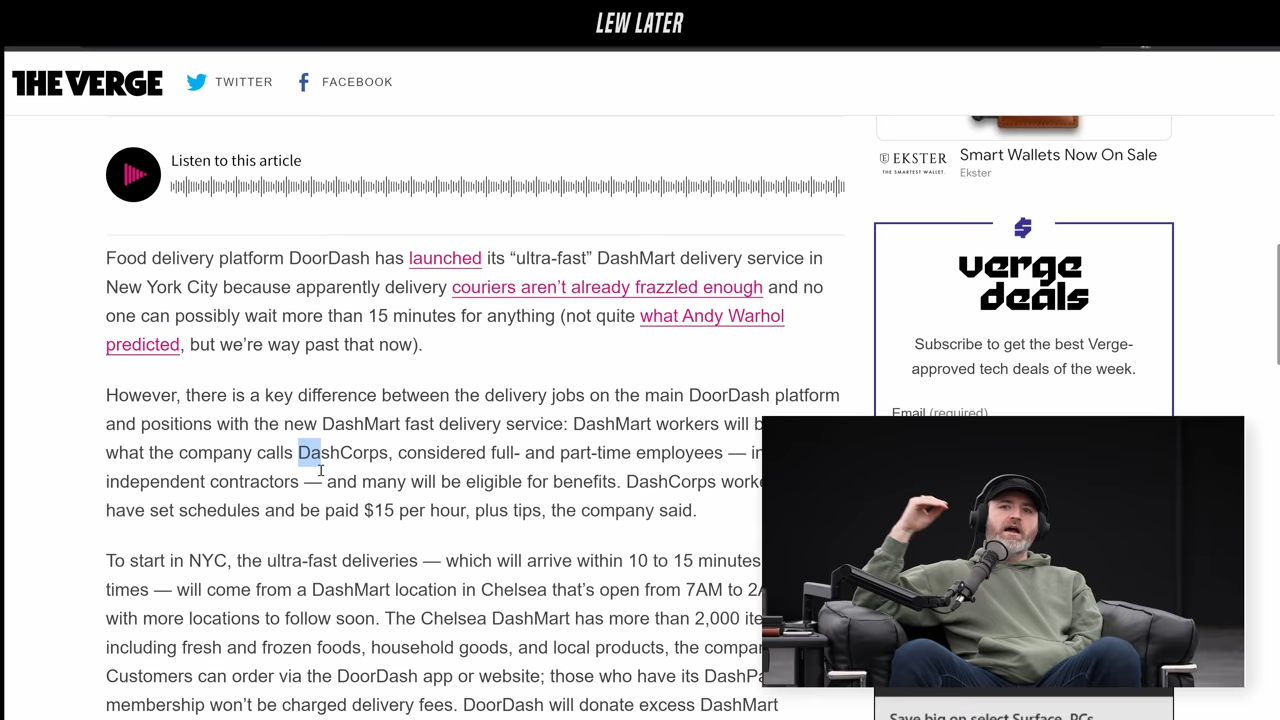 LEW LATER
THE VERGE
TWITTER
FACEBOOK
Listen to this article
Food delivery platform DoorDash has launched its “ultra-fast” DashMart delivery service in
New York City because apparently delivery couriers aren’t already frazzled enough and no
one can possibly wait more than 15 minutes for anything (not quite what Andy Warhol
predicted, but we’re way past that now).
However, there is a key difference between the delivery jobs on the main DoorDash platform
and positions with the new DashMart fast delivery service: DashMart workers will b
what the company calls DashCorps, considered full- and part-time employees — in
independent contractors — and many will be eligible for benefits. DashCorps worke
have set schedules and be paid $15 per hour, plus tips, the company said.
To start in NYC, the ultra-fast deliveries — which will arrive within 10 to 15 minutes
times — will come from a DashMart location in Chelsea that’s open from 7AM to 2A
with more locations to follow soon. The Chelsea DashMart has more than 2,000 ite
including fresh and frozen foods, household goods, and local products, the compan
Customers can order via the DoorDash app or website; those who have its DashPa
membership won’t be charged delivery fees. DoorDash will donate excess DashMart
EKSTER
THE SMARTEST WALLET.
Smart Wallets Now On Sale
Ekster
verge
deals
Subscribe to get the best Verge-
approved tech deals of the week.
Email (required)
Save big on select Surface PCs